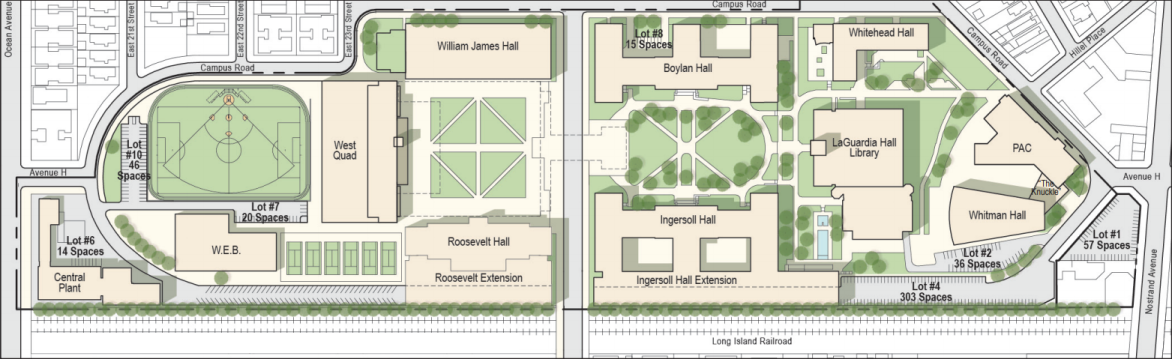 Ocean Avenue
East 21st Street
East 22nd Street
East 23rd Street
Campus Road
Campus Road
Campus Road
Hillel Place
William James Hall
Lot #8
15 Spaces
Boylan Hall
Whitehead Hall
Lot
#10
46
Spaces
West
Quad
LaGuardia Hall
Library
PAC
"The
Knuckle"
Avenue H
Avenue H
Lot #7
20 Spaces
Lot #6
14 Spaces
W.E.B.
Roosevelt Hall
Ingersoll Hall
Whitman Hall
Lot #1
57 Spaces
Lot #2
36 Spaces
Central
Plant
Roosevelt Extension
Ingersoll Hall Extension
Lot #4
303 Spaces
Nostrand Avenue
Long Island Railroad